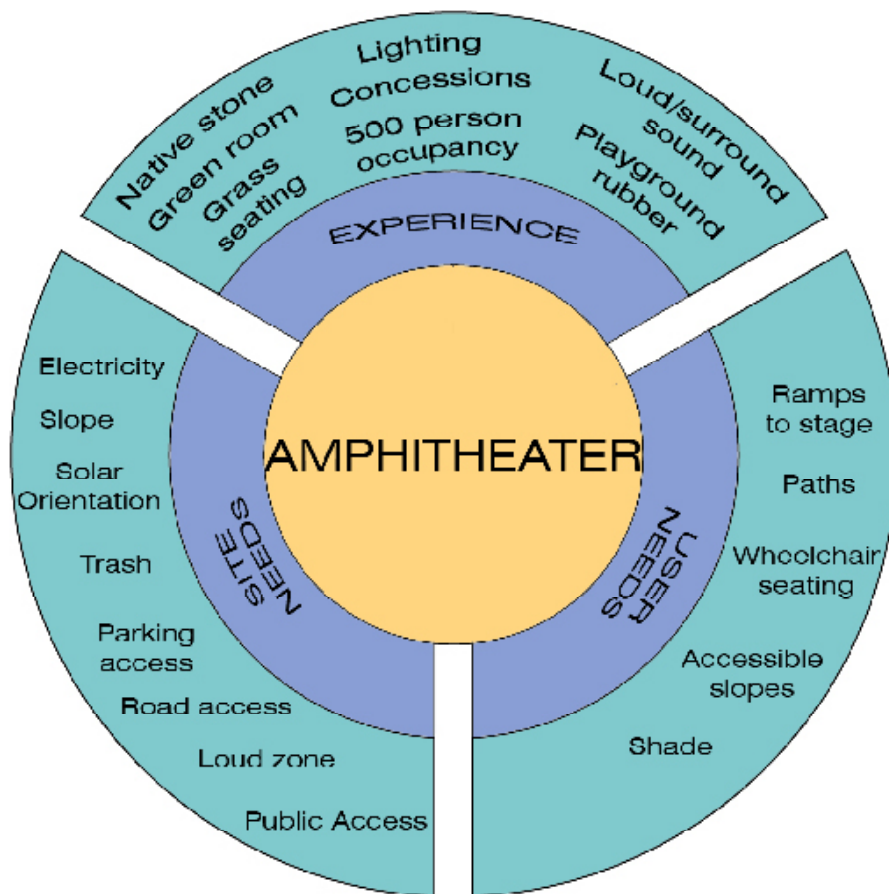 Native stone
Green room
Grass
seating
Lighting
Concessions
500 person
occupancy
Loud/surround
sound
Playground
rubber
EXPERIENCE
AMPHITHEATER
SITE
NEEDS
Electricity
Slope
Solar
Orientation
Trash
Parking
access
Road access
Loud zone
Public Access
USER
NEEDS
Ramps
to stage
Paths
Wheelchair
seating
Accessible
slopes
Shade